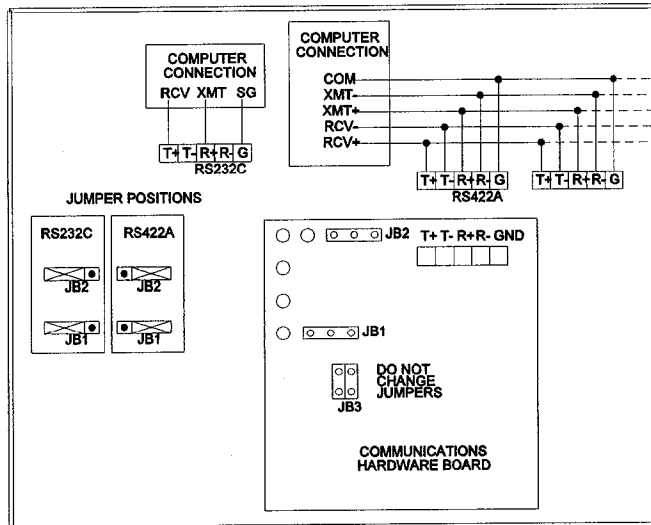 COMPUTER
CONNECTION
RCV XMT SG
T+ T- R+ R- G
RS232C
COMPUTER
CONNECTION
COM
XMT-
XMT+
RCV-
RCV+
T+ T- R+ R- G
RS422A
T+ T- R+ R- G
JUMPER POSITIONS
RS232C
JB2
JB1
RS422A
JB2
JB1
JB2
T+ T- R+ R- GND
JB1
JB3
DO NOT
CHANGE
JUMPERS
COMMUNICATIONS
HARDWARE BOARD